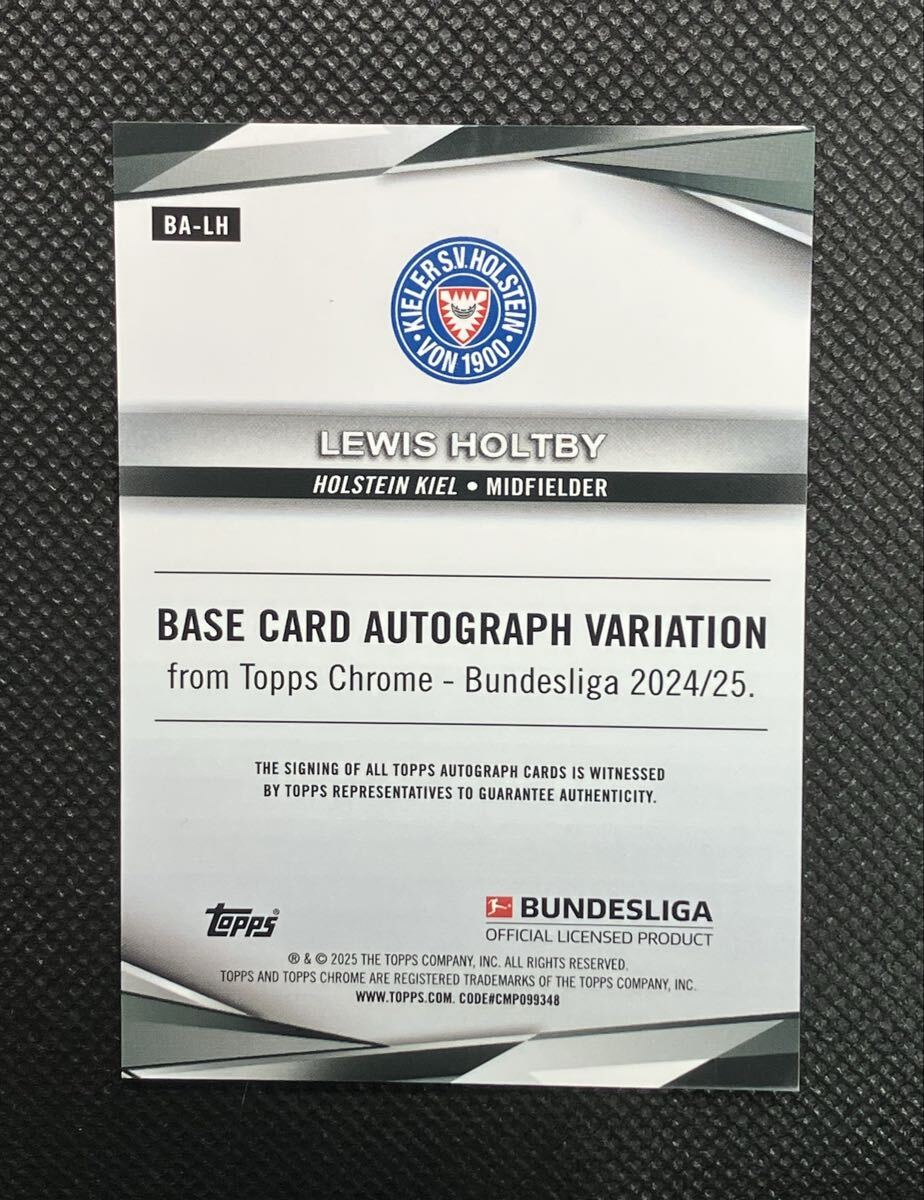 BA-LH
KIELER S.V. HOLSTEIN
• VON 1900 •
LEWIS HOLTBY
HOLSTEIN KIEL • MIDFIELDER
BASE CARD AUTOGRAPH VARIATION
from Topps Chrome - Bundesliga 2024/25.
THE SIGNING OF ALL TOPPS AUTOGRAPH CARDS IS WITNESSED
BY TOPPS REPRESENTATIVES TO GUARANTEE AUTHENTICITY.
topps®
BUNDESLIGA
OFFICIAL LICENSED PRODUCT
® & © 2025 THE TOPPS COMPANY, INC. ALL RIGHTS RESERVED.
TOPPS AND TOPPS CHROME ARE REGISTERED TRADEMARKS OF THE TOPPS COMPANY, INC.
WWW.TOPPS.COM. CODE#CMP099348